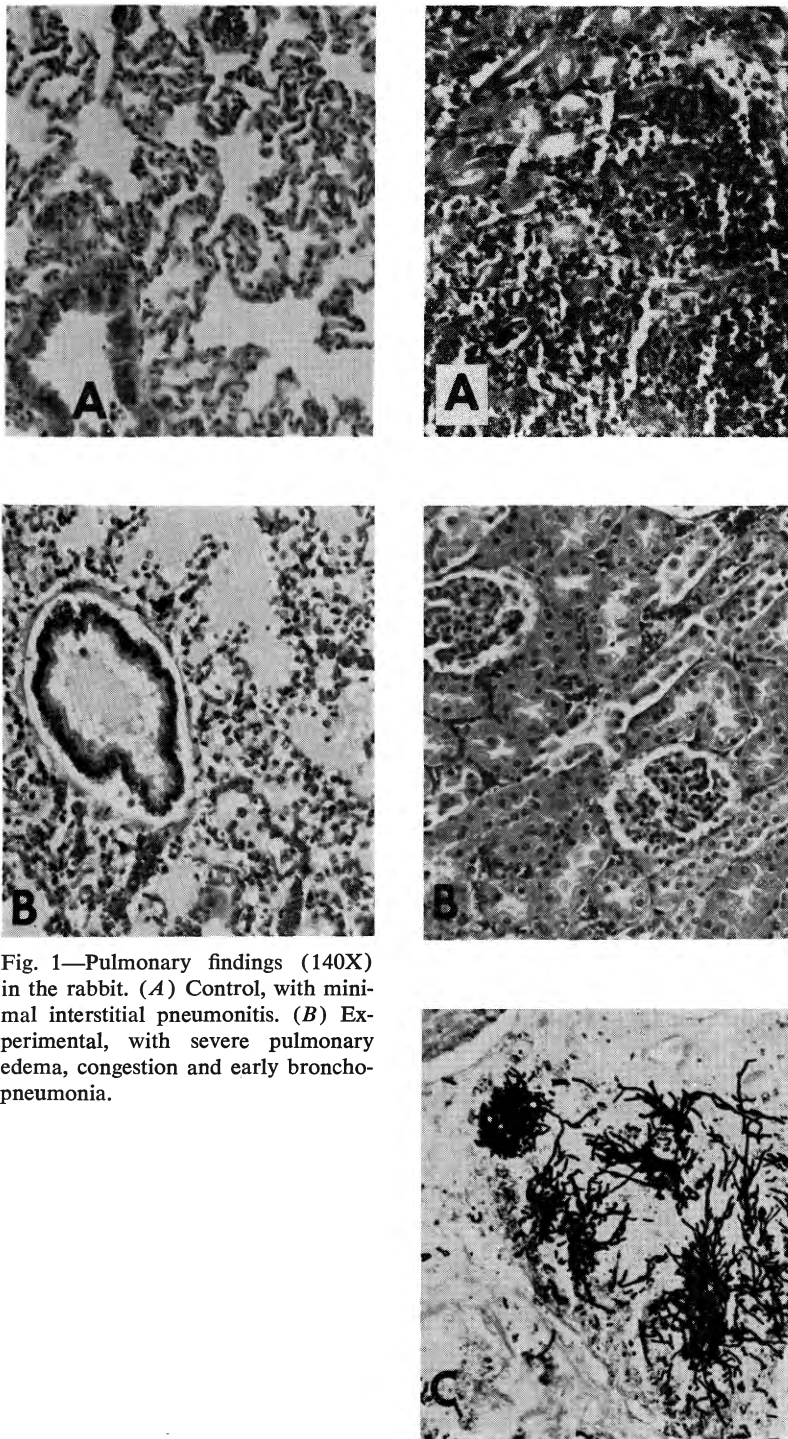 A
A
B
B
Fig. 1—Pulmonary findings (140X)
in the rabbit. (A) Control, with mini-
mal interstitial pneumonitis. (B) Ex-
perimental, with severe pulmonary
edema, congestion and early broncho-
pneumonia.
C